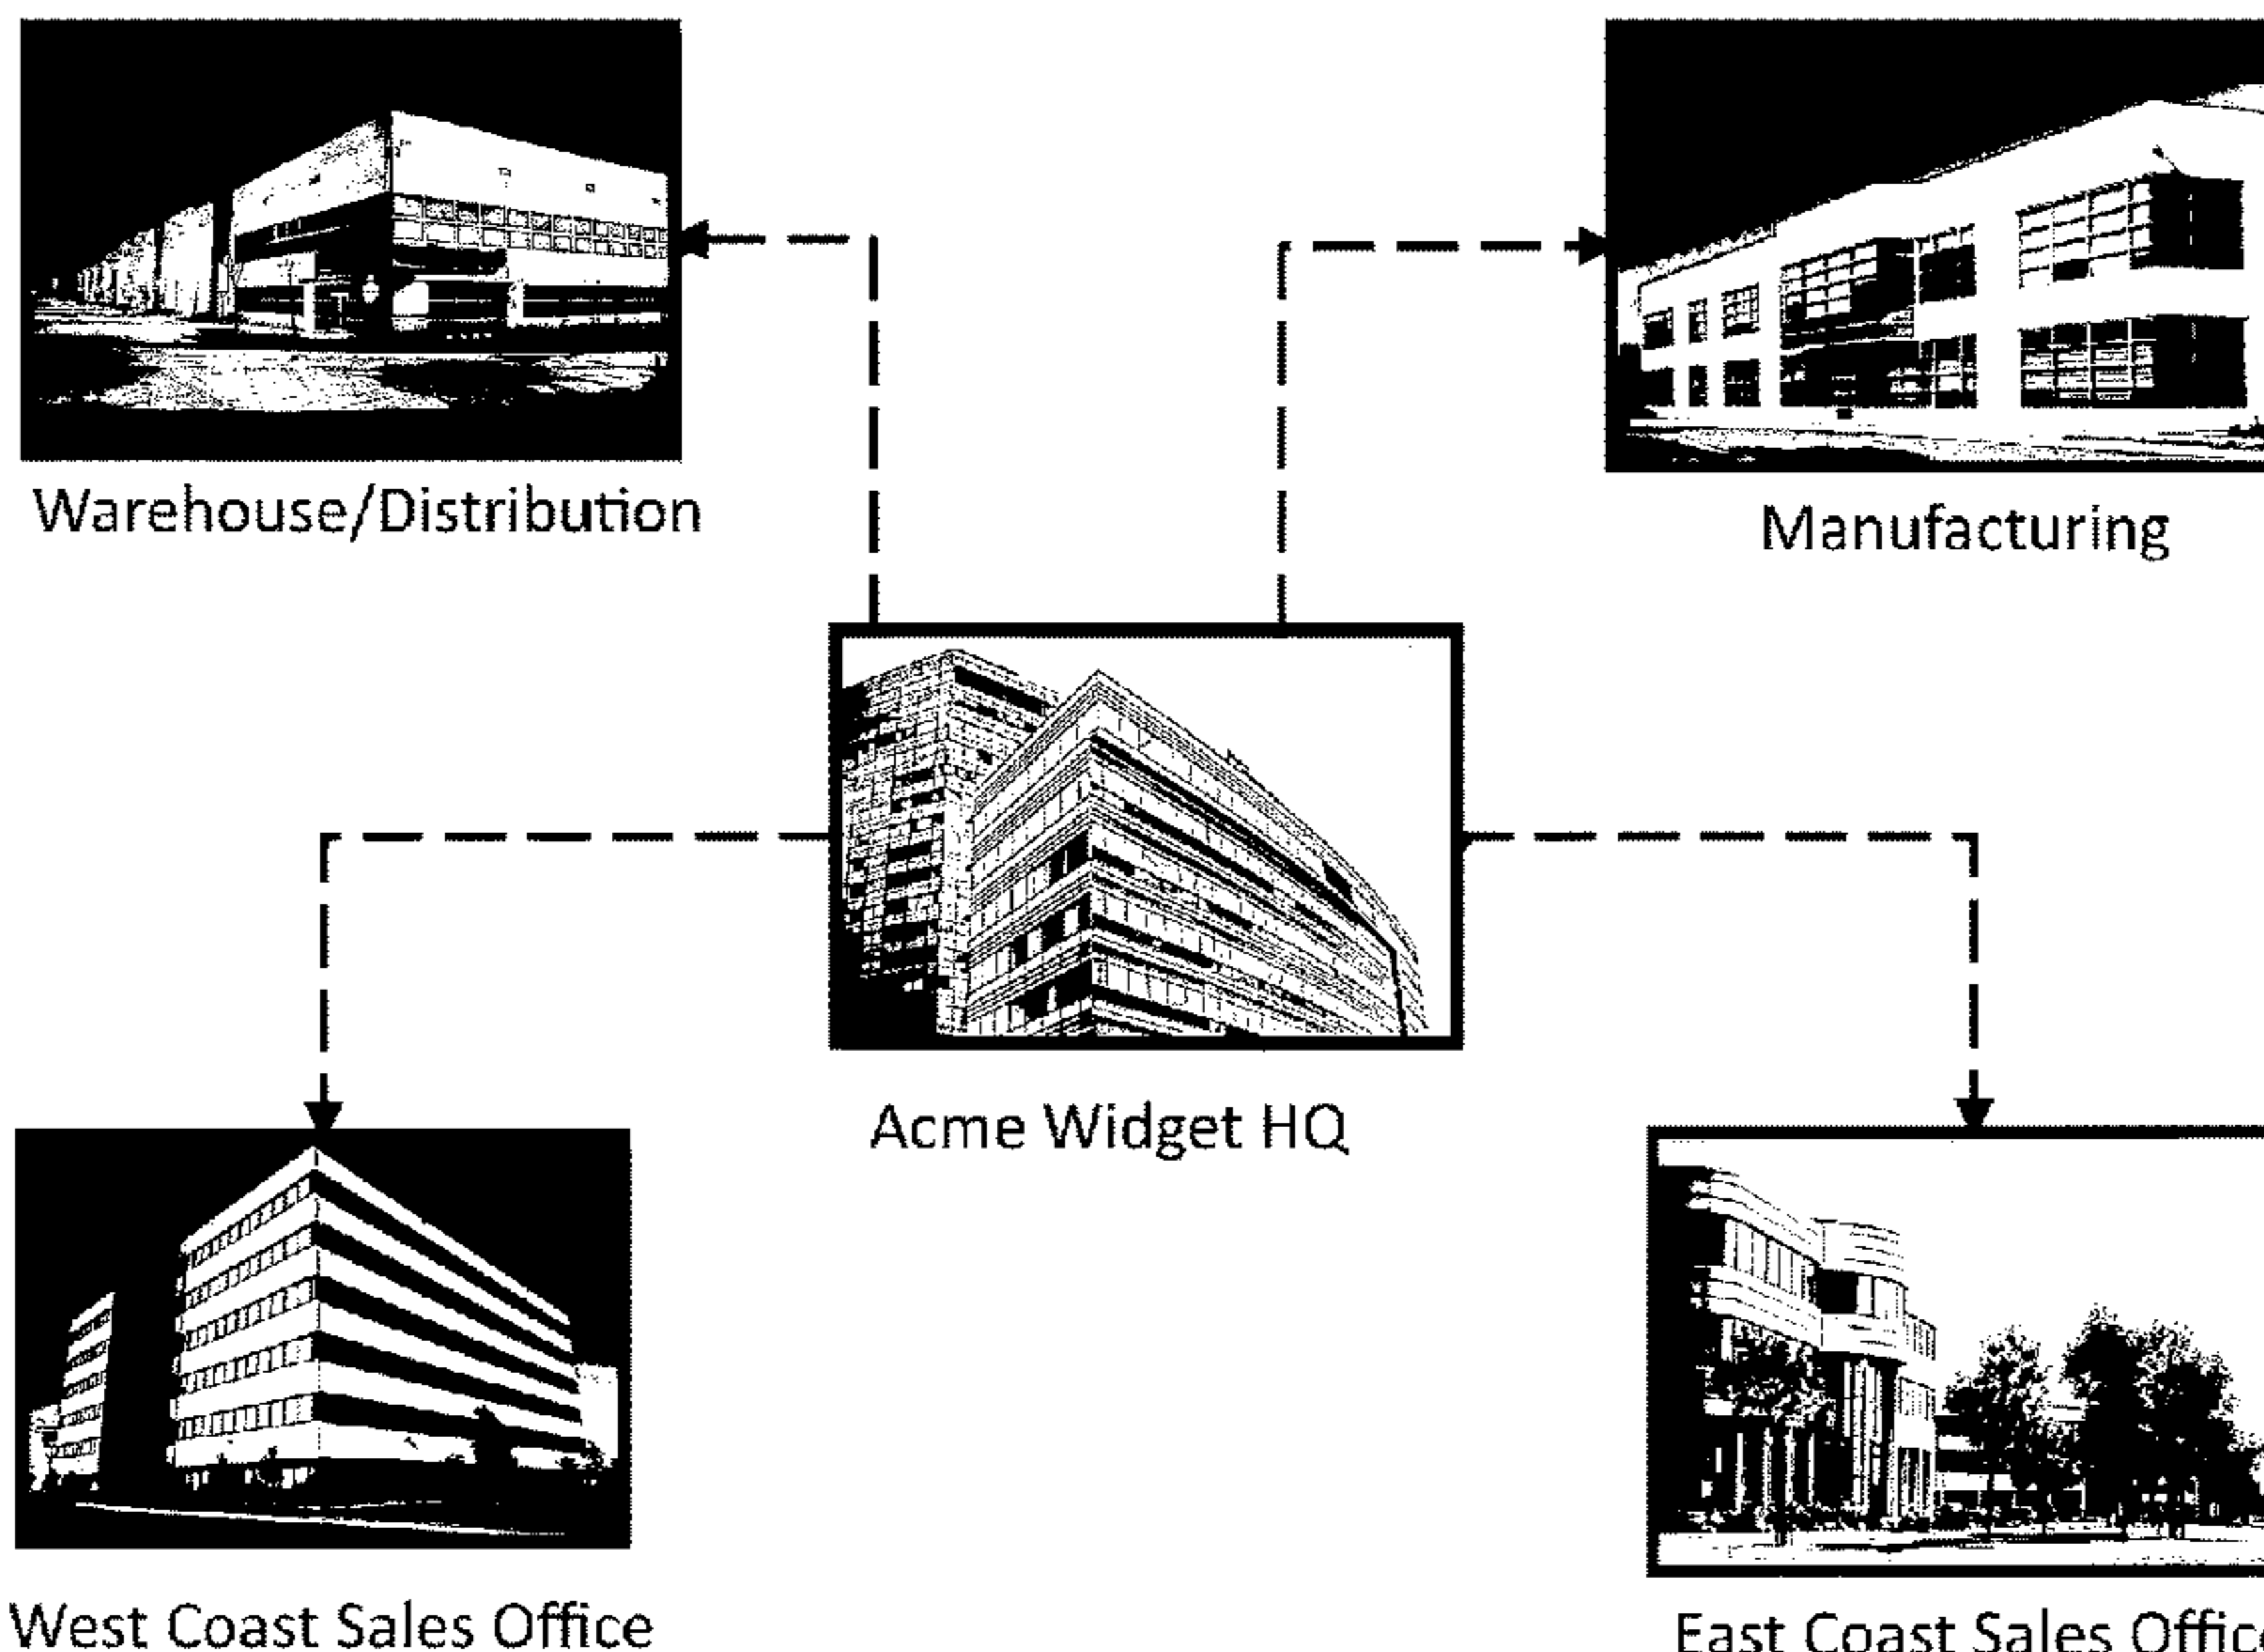 Warehouse/Distribution
Manufacturing
Acme Widget HQ
West Coast Sales Office
East Coast Sales Offic